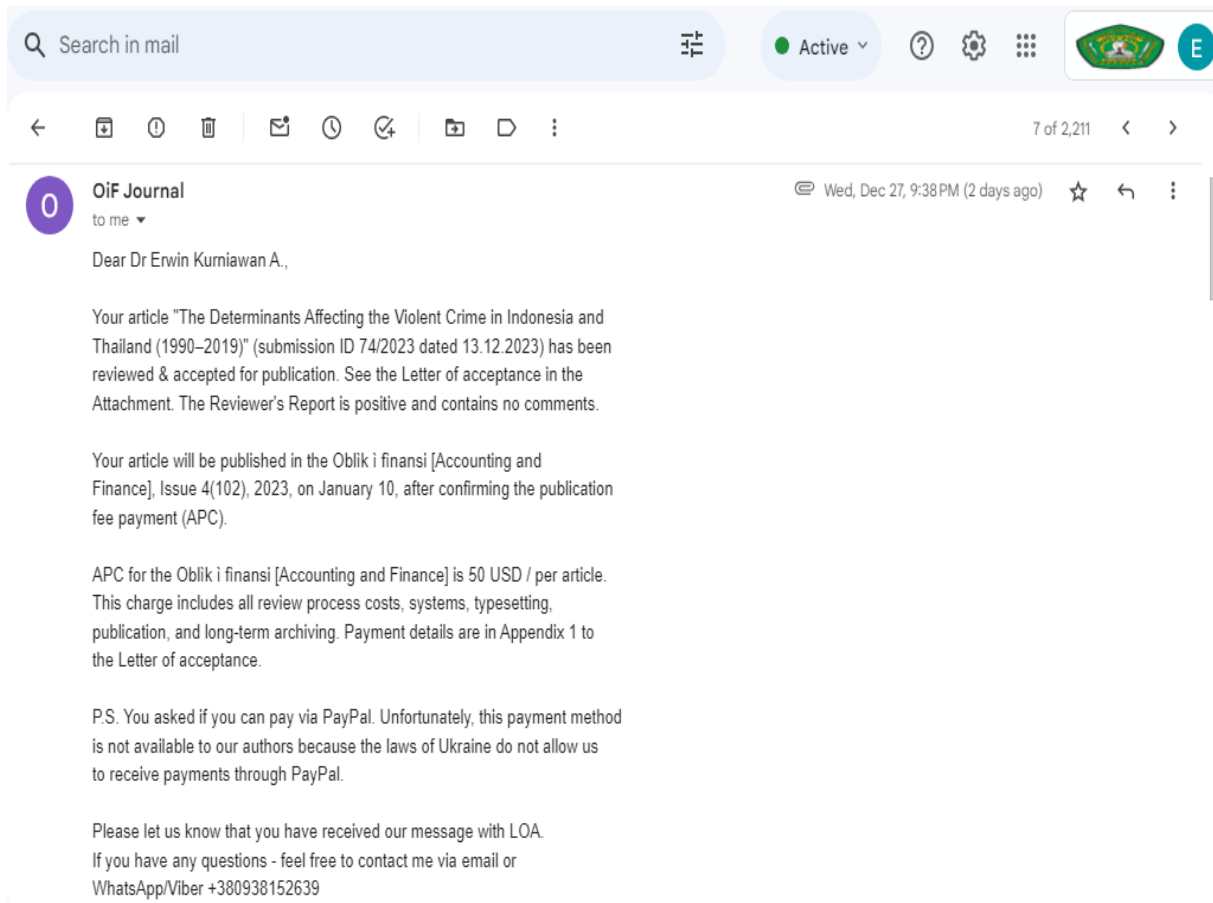 Search in mail
Active
E
7 of 2,211
O
OiF Journal
Wed, Dec 27, 9:38 PM (2 days ago)
to me
Dear Dr Erwin Kurniawan A.,
Your article "The Determinants Affecting the Violent Crime in Indonesia and
Thailand (1990–2019)" (submission ID 74/2023 dated 13.12.2023) has been
reviewed & accepted for publication. See the Letter of acceptance in the
Attachment. The Reviewer's Report is positive and contains no comments.
Your article will be published in the Oblìk ì fìnansi [Accounting and
Finance], Issue 4(102), 2023, on January 10, after confirming the publication
fee payment (APC).
APC for the Oblìk ì fìnansi [Accounting and Finance] is 50 USD / per article.
This charge includes all review process costs, systems, typesetting,
publication, and long-term archiving. Payment details are in Appendix 1 to
the Letter of acceptance.
P.S. You asked if you can pay via PayPal. Unfortunately, this payment method
is not available to our authors because the laws of Ukraine do not allow us
to receive payments through PayPal.
Please let us know that you have received our message with LOA.
If you have any questions - feel free to contact me via email or
WhatsApp/Viber +380938152639